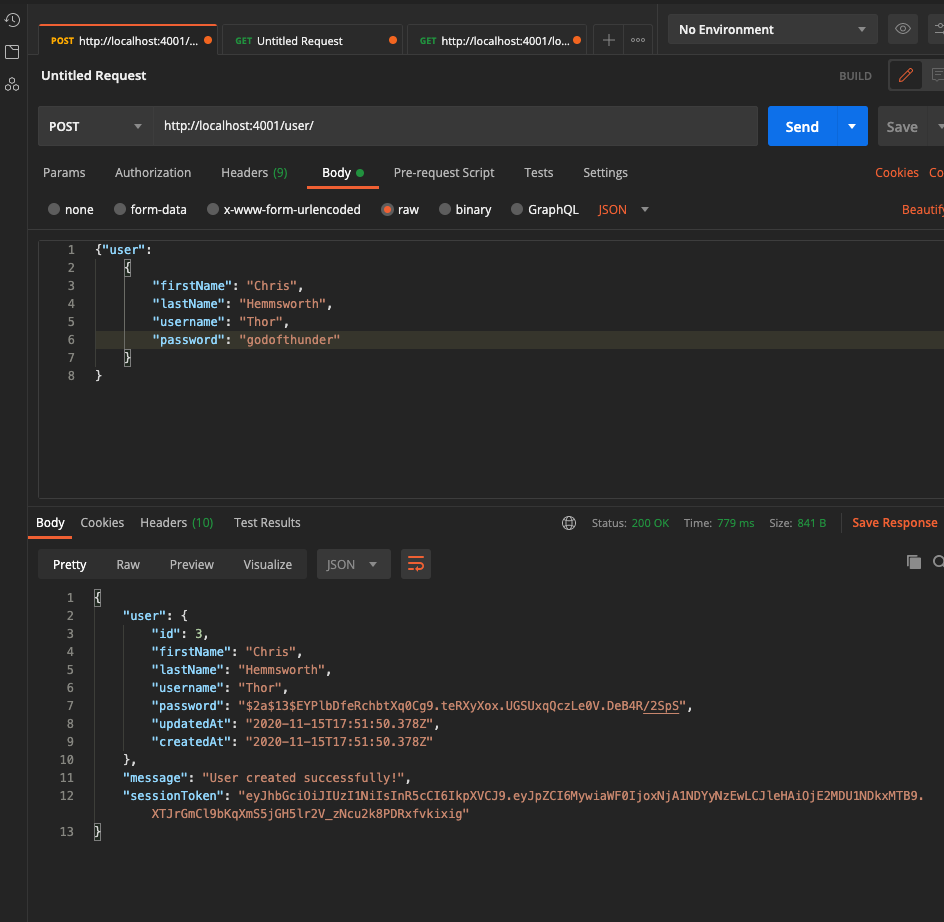 POST http://localhost:4001/... GET Untitled Request GET http://localhost:4001/lo... No Environment
Untitled Request BUILD
POST http://localhost:4001/user/ Send Save
Params Authorization Headers (9) Body Pre-request Script Tests Settings Cookies Co
none form-data x-www-form-urlencoded raw binary GraphQL JSON Beautify
1 {"user":
2 {
3 "firstName": "Chris",
4 "lastName": "Hemmsworth",
5 "username": "Thor",
6 "password": "godofthunder"
7 }
8 }
Body Cookies Headers (10) Test Results Status: 200 OK Time: 779 ms Size: 841 B Save Response
Pretty Raw Preview Visualize JSON
1 {
2 "user": {
3 "id": 3,
4 "firstName": "Chris",
5 "lastName": "Hemmsworth",
6 "username": "Thor",
7 "password": "$2a$13$EYPlbDfeRchbtXq0Cg9.teRXyXox.UGSUxqQczLe0V.DeB4R/2SpS",
8 "updatedAt": "2020-11-15T17:51:50.378Z",
9 "createdAt": "2020-11-15T17:51:50.378Z"
10 },
11 "message": "User created successfully!",
12 "sessionToken": "eyJhbGciOiJIUzI1NiIsInR5cCI6IkpXVCJ9.eyJpZCI6MywiaWF0IjoxNjA1NDYyNzEwLCJleHAiOjE2MDU1NDkxMTB9.
XTJrGmCl9bKqXmS5jGH5lr2V_zNcu2k8PDRxfvkixig"
13 }